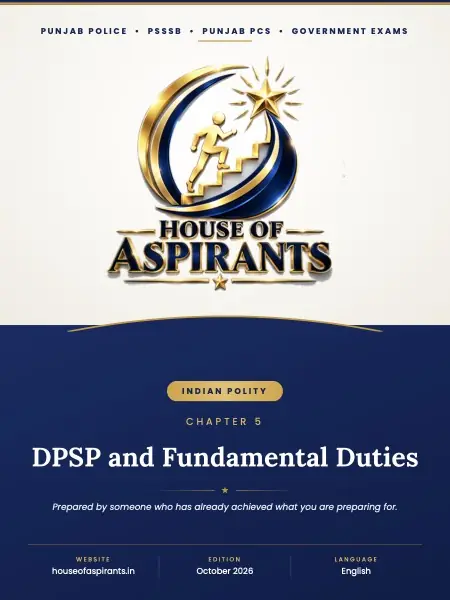 PUNJAB POLICE • PSSSB • PUNJAB PCS • GOVERNMENT EXAMS
HOUSE OF
ASPIRANTS
INDIAN POLITY
CHAPTER 5
DPSP and Fundamental Duties
Prepared by someone who has already achieved what you are preparing for.
WEBSITE EDITION LANGUAGE
houseofaspirants.in October 2026 English